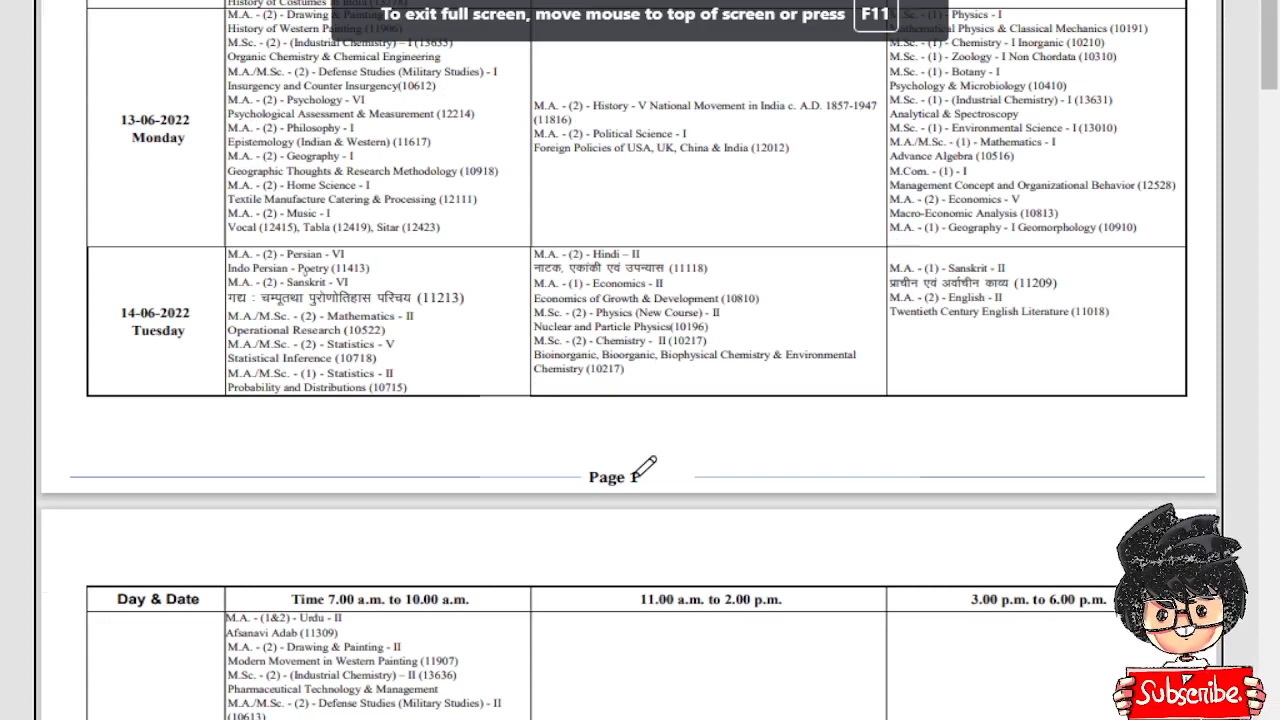 History of Costumes in India (13278)
M.A. - (2) - Drawing & Painting
History of Western Painting (11906)
M.Sc. - (2) - (Industrial Chemistry) – I (13635)
Organic Chemistry & Chemical Engineering
M.A./M.Sc. - (2) - Defense Studies (Military Studies) - I
Insurgency and Counter Insurgency(10612)
M.A. - (2) - Psychology - VI
Psychological Assessment & Measurement (12214)
M.A. - (2) - Philosophy - I
Epistemology (Indian & Western) (11617)
M.A. - (2) - Geography - I
Geographic Thoughts & Research Methodology (10918)
M.A. - (2) - Home Science - I
Textile Manufacture Catering & Processing (12111)
M.A. - (2) - Music - I
Vocal (12415), Tabla (12419), Sitar (12423)
13-06-2022
Monday
M.A. - (2) - History - V National Movement in India c. A.D. 1857-1947
(11816)
M.A. - (2) - Political Science - I
Foreign Policies of USA, UK, China & India (12012)
To exit full screen, move mouse to top of screen or press F11
M.Sc. - (1) - Physics - I
Mathematical Physics & Classical Mechanics (10191)
M.Sc. - (1) - Chemistry - I Inorganic (10210)
M.Sc. - (1) - Zoology - I Non Chordata (10310)
M.Sc. - (1) - Botany - I
Psychology & Microbiology (10410)
M.Sc. - (1) - (Industrial Chemistry) - I (13631)
Analytical & Spectroscopy
M.Sc. - (1) - Environmental Science - I (13010)
M.A./M.Sc. - (1) - Mathematics - I
Advance Algebra (10516)
M.Com. - (1) - I
Management Concept and Organizational Behavior (12528)
M.A. - (2) - Economics - V
Macro-Economic Analysis (10813)
M.A. - (1) - Geography - I Geomorphology (10910)
14-06-2022
Tuesday
M.A. - (2) - Persian - VI
Indo Persian - Poetry (11413)
M.A. - (2) - Sanskrit - VI
गद्य : चम्पूतथा पुरोणोतिहास परिचय (11213)
M.A./M.Sc. - (2) - Mathematics - II
Operational Research (10522)
M.A./M.Sc. - (2) - Statistics - V
Statistical Inference (10718)
M.A./M.Sc. - (1) - Statistics - II
Probability and Distributions (10715)
M.A. - (2) - Hindi – II
नाटक, एकांकी एवं उपन्यास (11118)
M.A. - (1) - Economics - II
Economics of Growth & Development (10810)
M.Sc. - (2) - Physics (New Course) - II
Nuclear and Particle Physics(10196)
M.Sc. - (2) - Chemistry - II (10217)
Bioinorganic, Bioorganic, Biophysical Chemistry & Environmental
Chemistry (10217)
M.A. - (1) - Sanskrit - II
प्राचीन एवं अर्वाचीन काव्य (11209)
M.A. - (2) - English - II
Twentieth Century English Literature (11018)
Page 1
Day & Date
Time 7.00 a.m. to 10.00 a.m.
11.00 a.m. to 2.00 p.m.
3.00 p.m. to 6.00 p.m.
M.A. - (1&2) - Urdu - II
Afsanavi Adab (11309)
M.A. - (2) - Drawing & Painting - II
Modern Movement in Western Painting (11907)
M.Sc. - (2) - (Industrial Chemistry) – II (13636)
Pharmaceutical Technology & Management
M.A./M.Sc. - (2) - Defense Studies (Military Studies) - II
(10613)
Subscribe.